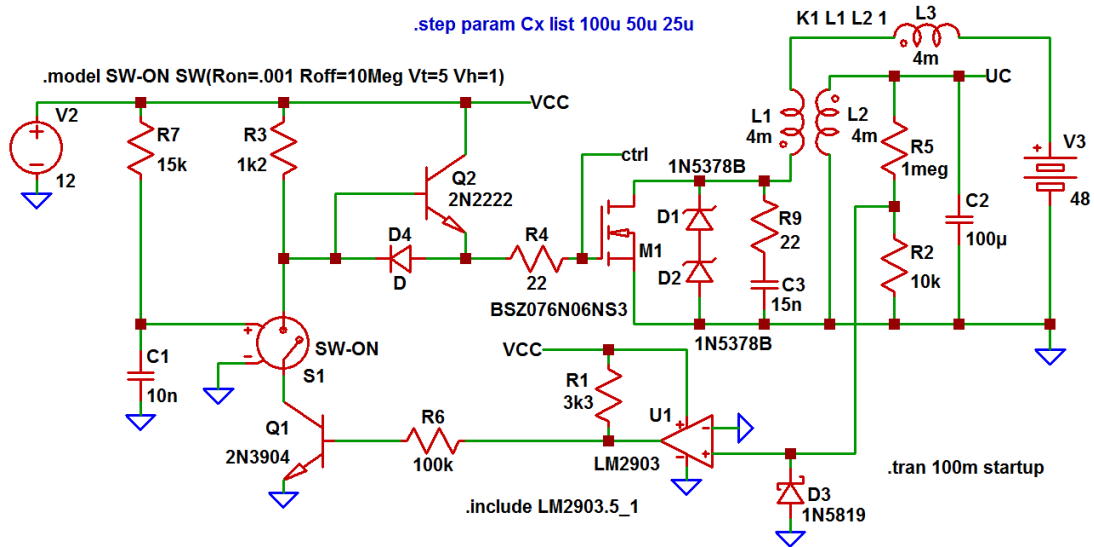 .step param Cx list 100u 50u 25u
K1 L1 L2 1
L3
4m
.model SW-ON SW(Ron=.001 Roff=10Meg Vt=5 Vh=1)
VCC
UC
V2
12
R7
15k
R3
1k2
L1
4m
L2
4m
R5
1meg
V3
48
ctrl
1N5378B
Q2
2N2222
D4
D
R4
22
M1
BSZ076N06NS3
D1
D2
R9
22
C3
15n
C2
100µ
R2
10k
1N5378B
SW-ON
S1
C1
10n
VCC
R1
3k3
U1
LM2903
Q1
2N3904
R6
100k
D3
1N5819
.tran 100m startup
.include LM2903.5_1